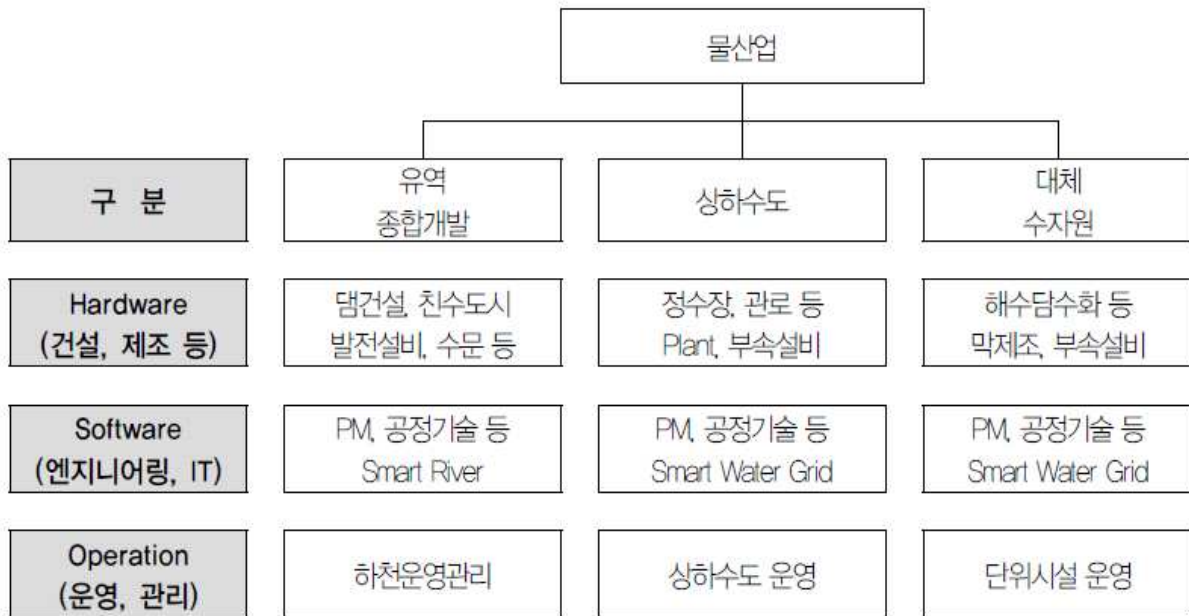 물산업
구 분
유역
종합개발
상하수도
대체
수자원
Hardware
(건설, 제조 등)
댐건설, 친수도시
발전설비, 수문 등
정수장, 관로 등
Plant, 부속설비
해수담수화 등
막제조, 부속설비
Software
(엔지니어링, IT)
PM, 공정기술 등
Smart River
PM, 공정기술 등
Smart Water Grid
PM, 공정기술 등
Smart Water Grid
Operation
(운영, 관리)
하천운영관리
상하수도 운영
단위시설 운영